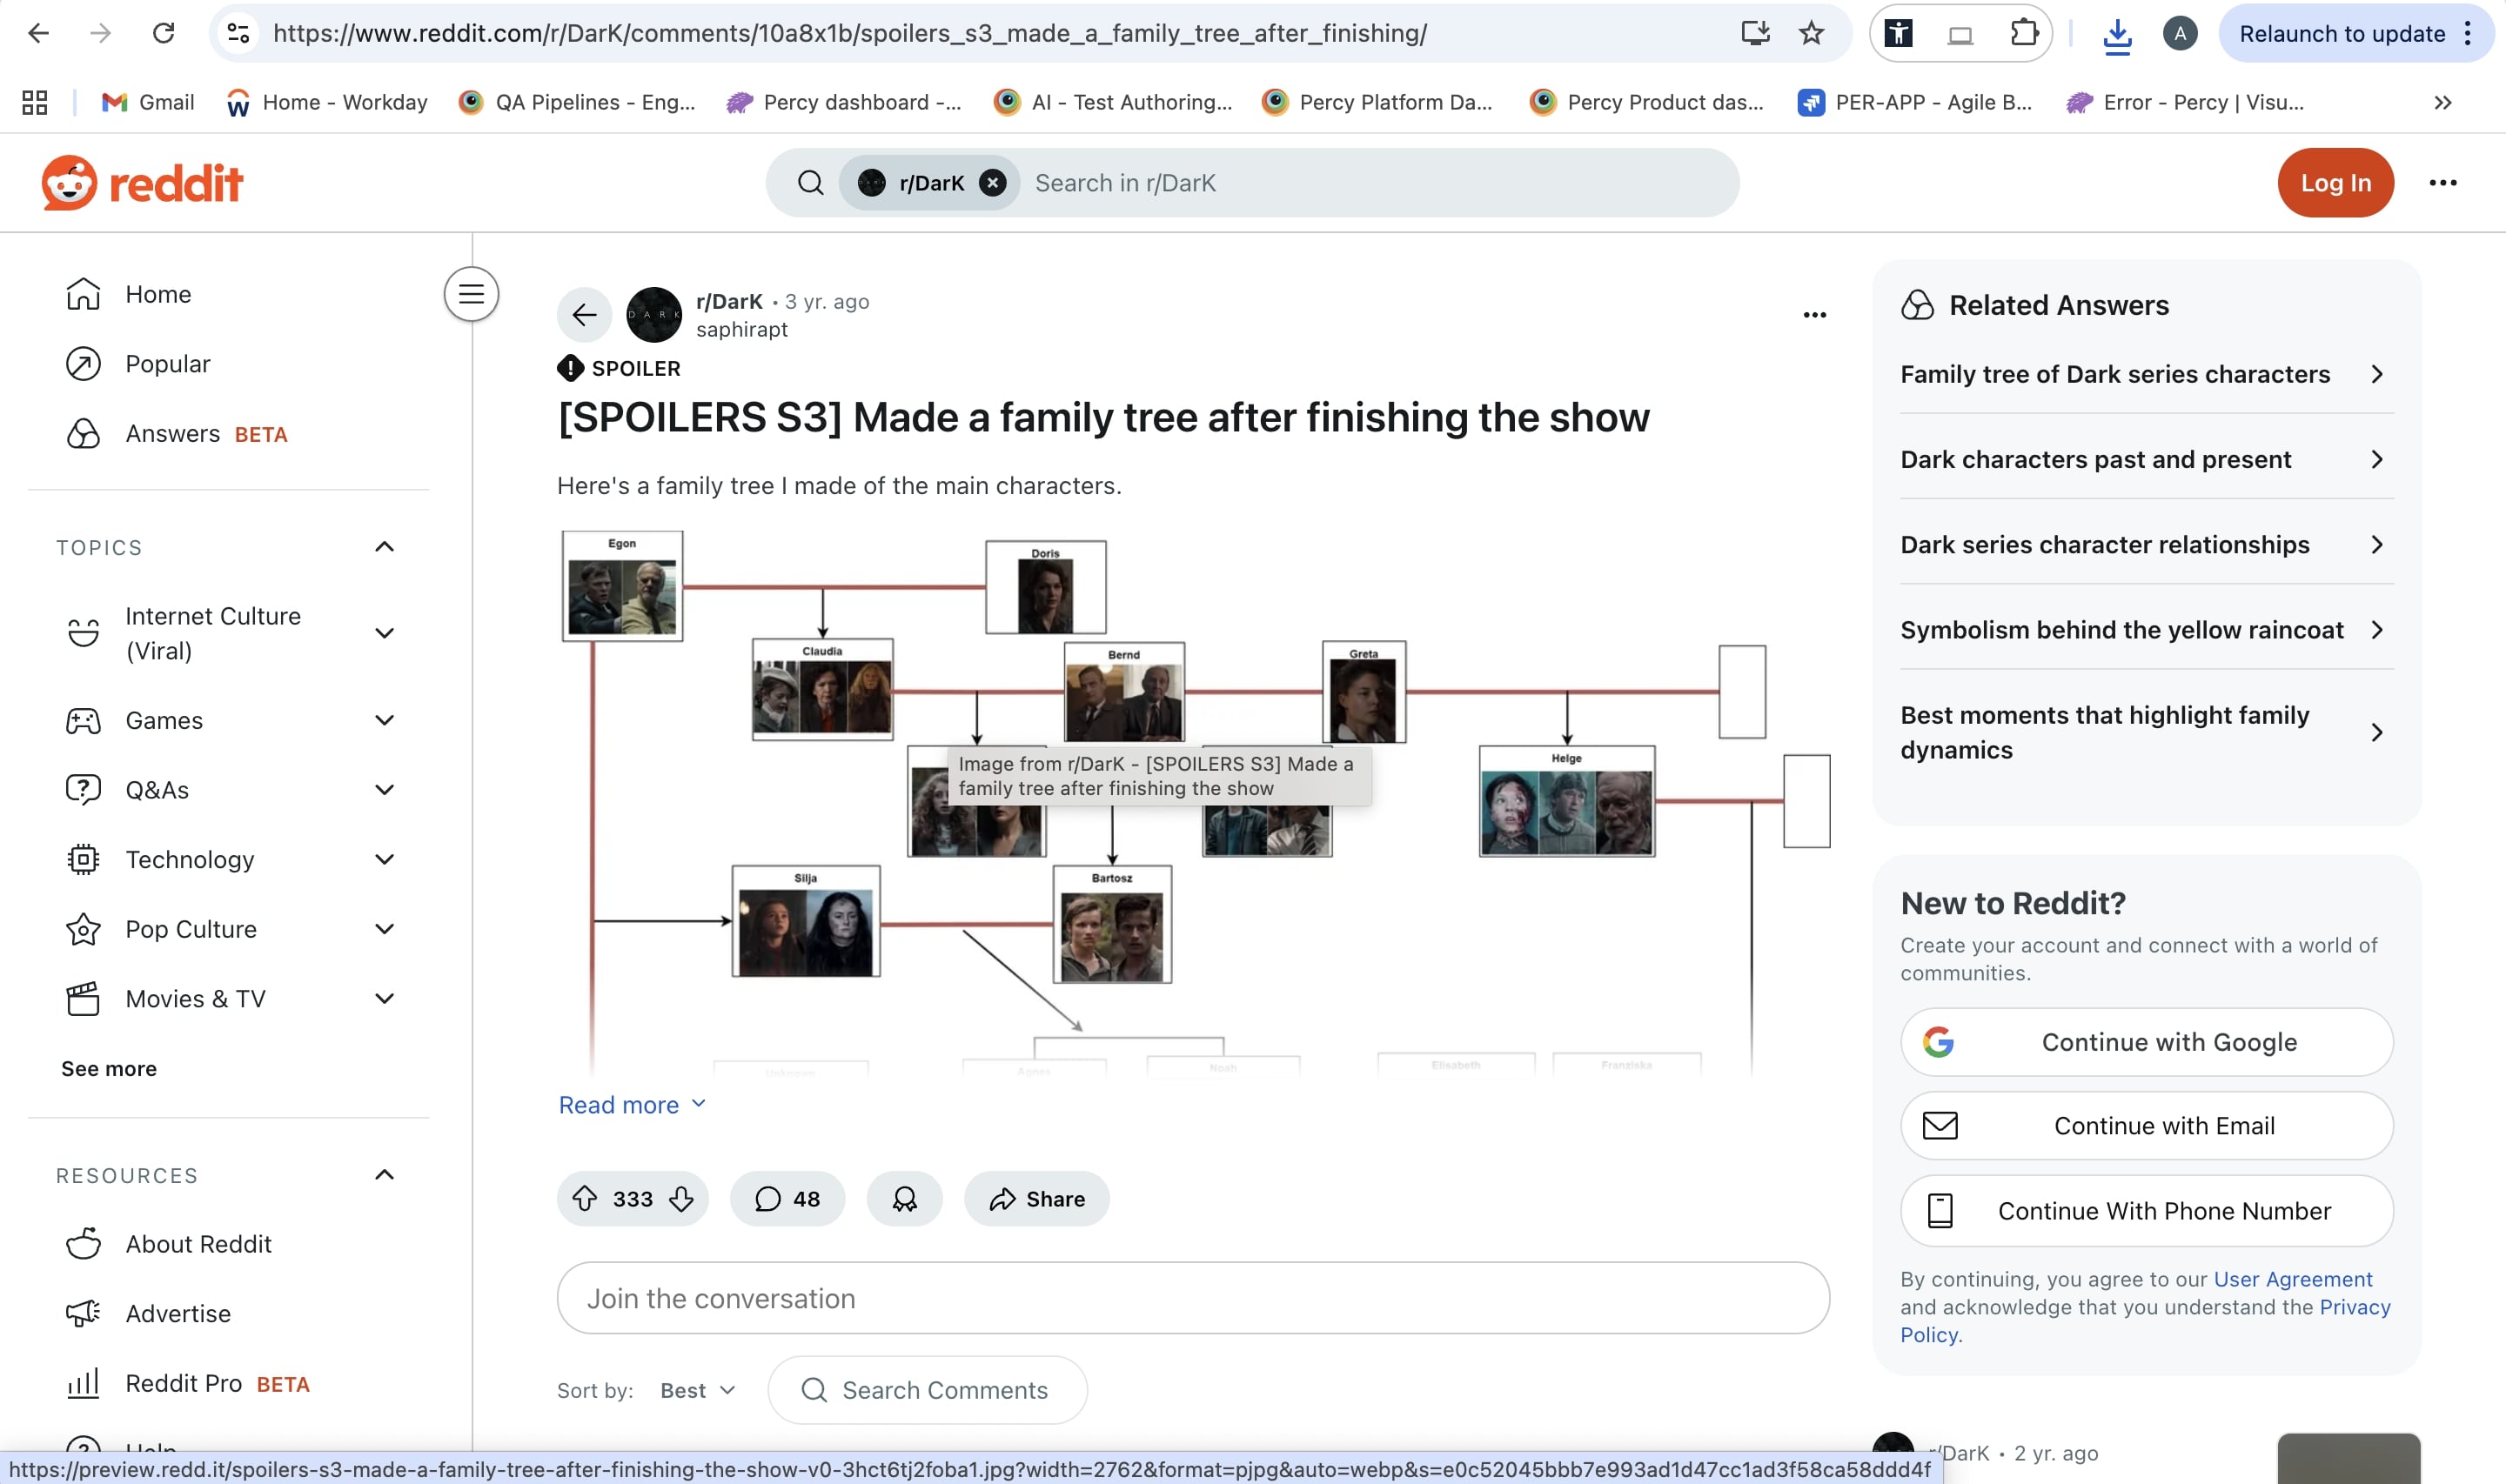 https://www.reddit.com/r/DarK/comments/10a8x1b/spoilers_s3_made_a_family_tree_after_finishing/
A
Relaunch to update
Gmail
Home - Workday
QA Pipelines - Eng...
Percy dashboard -...
AI - Test Authoring...
Percy Platform Da...
Percy Product das...
PER-APP - Agile B...
Error - Percy | Visu...
reddit
r/DarK
Search in r/DarK
Log In
Home
Popular
Answers BETA
TOPICS
Internet Culture
(Viral)
Games
Q&As
Technology
Pop Culture
Movies & TV
See more
RESOURCES
About Reddit
Advertise
Reddit Pro BETA
Help
DARK
r/DarK • 3 yr. ago
saphirapt
SPOILER
[SPOILERS S3] Made a family tree after finishing the show
Here's a family tree I made of the main characters.
Egon
Doris
Claudia
Bernd
Greta
Image from r/DarK - [SPOILERS S3] Made a
family tree after finishing the show
Helge
Silja
Bartosz
Unknown
Agnes
Noah
Elisabeth
Franziska
Read more
333
48
Share
Join the conversation
Sort by: Best
Search Comments
Related Answers
Family tree of Dark series characters
Dark characters past and present
Dark series character relationships
Symbolism behind the yellow raincoat
Best moments that highlight family
dynamics
New to Reddit?
Create your account and connect with a world of
communities.
Continue with Google
Continue with Email
Continue With Phone Number
By continuing, you agree to our User Agreement
and acknowledge that you understand the Privacy
Policy.
r/DarK • 2 yr. ago
https://preview.redd.it/spoilers-s3-made-a-family-tree-after-finishing-the-show-v0-3hct6tj2foba1.jpg?width=2762&format=pjpg&auto=webp&s=e0c52045bbb7e993ad1d47cc1ad3f58ca58ddd4f